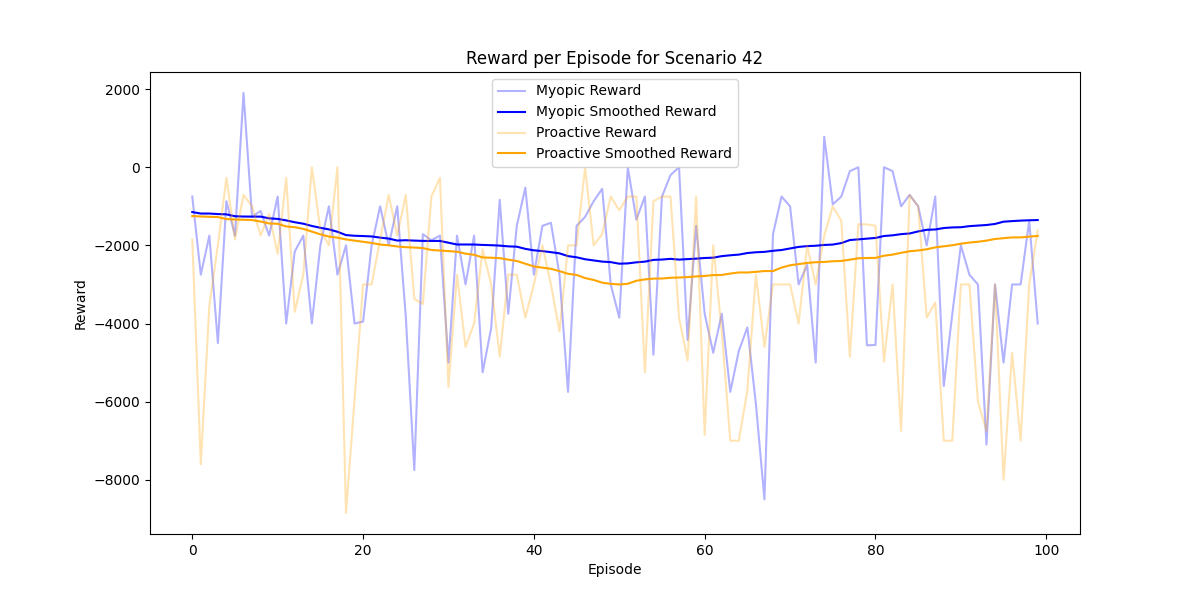 Reward per Episode for Scenario 42
Myopic Reward
Myopic Smoothed Reward
Proactive Reward
Proactive Smoothed Reward
2000
0
−2000
−4000
−6000
−8000
Reward
0 20 40 60 80 100
Episode